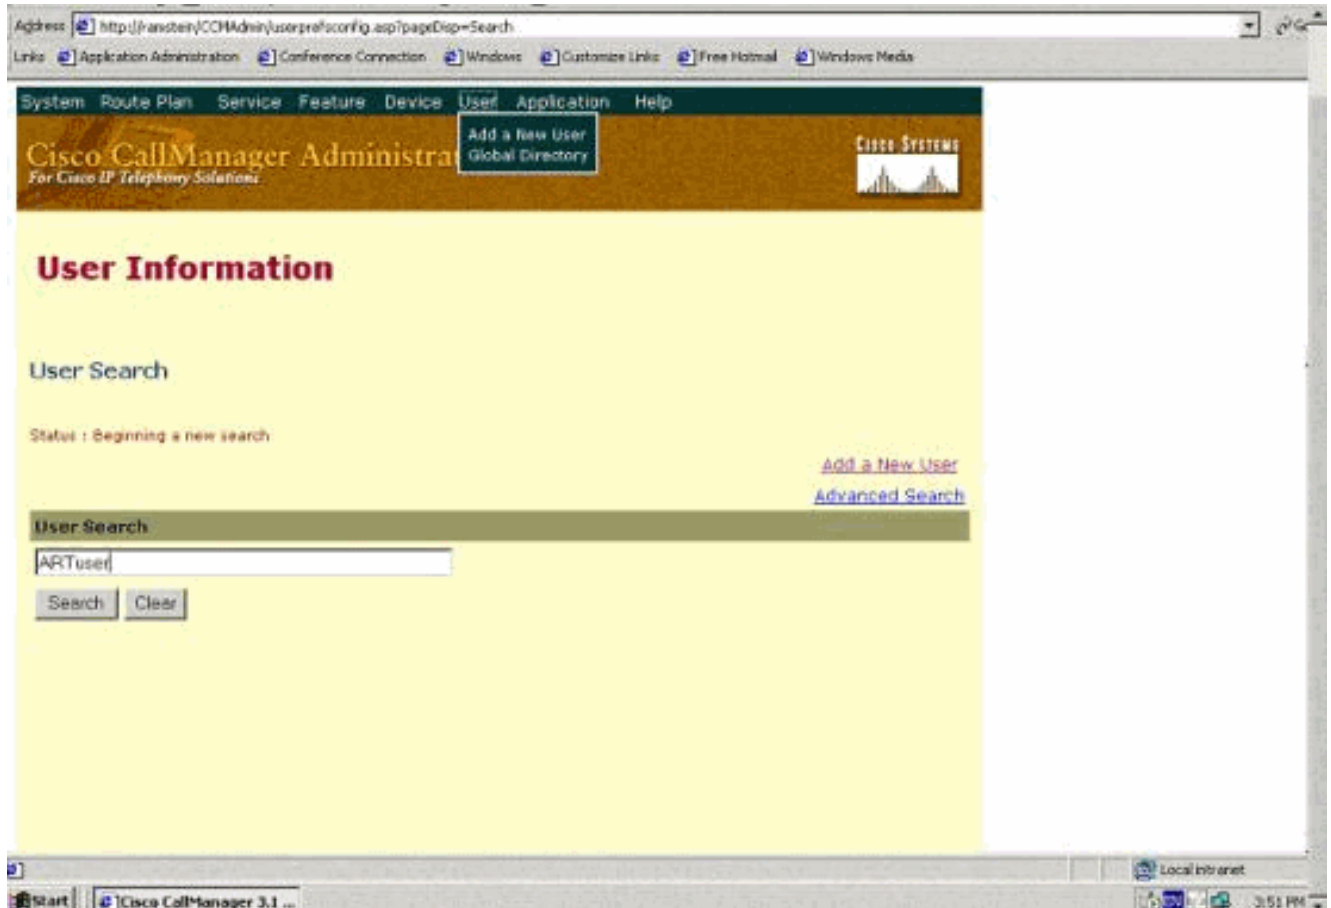 Address http://ramstein/CCMAdmin/userprefsconfig.asp?pageDisp=Search
Links Application Administration Conference Connection Windows Customize Links Free Hotmail Windows Media
System Route Plan Service Feature Device User Application Help
Add a New User
Global Directory
Cisco CallManager Administra
For Cisco IP Telephony Solutions
CISCO SYSTEMS
User Information
User Search
Status : Beginning a new search
Add a New User
Advanced Search
User Search
ARTuser
Search Clear
Local intranet
Start Cisco CallManager 3.1 ... 3:51 PM